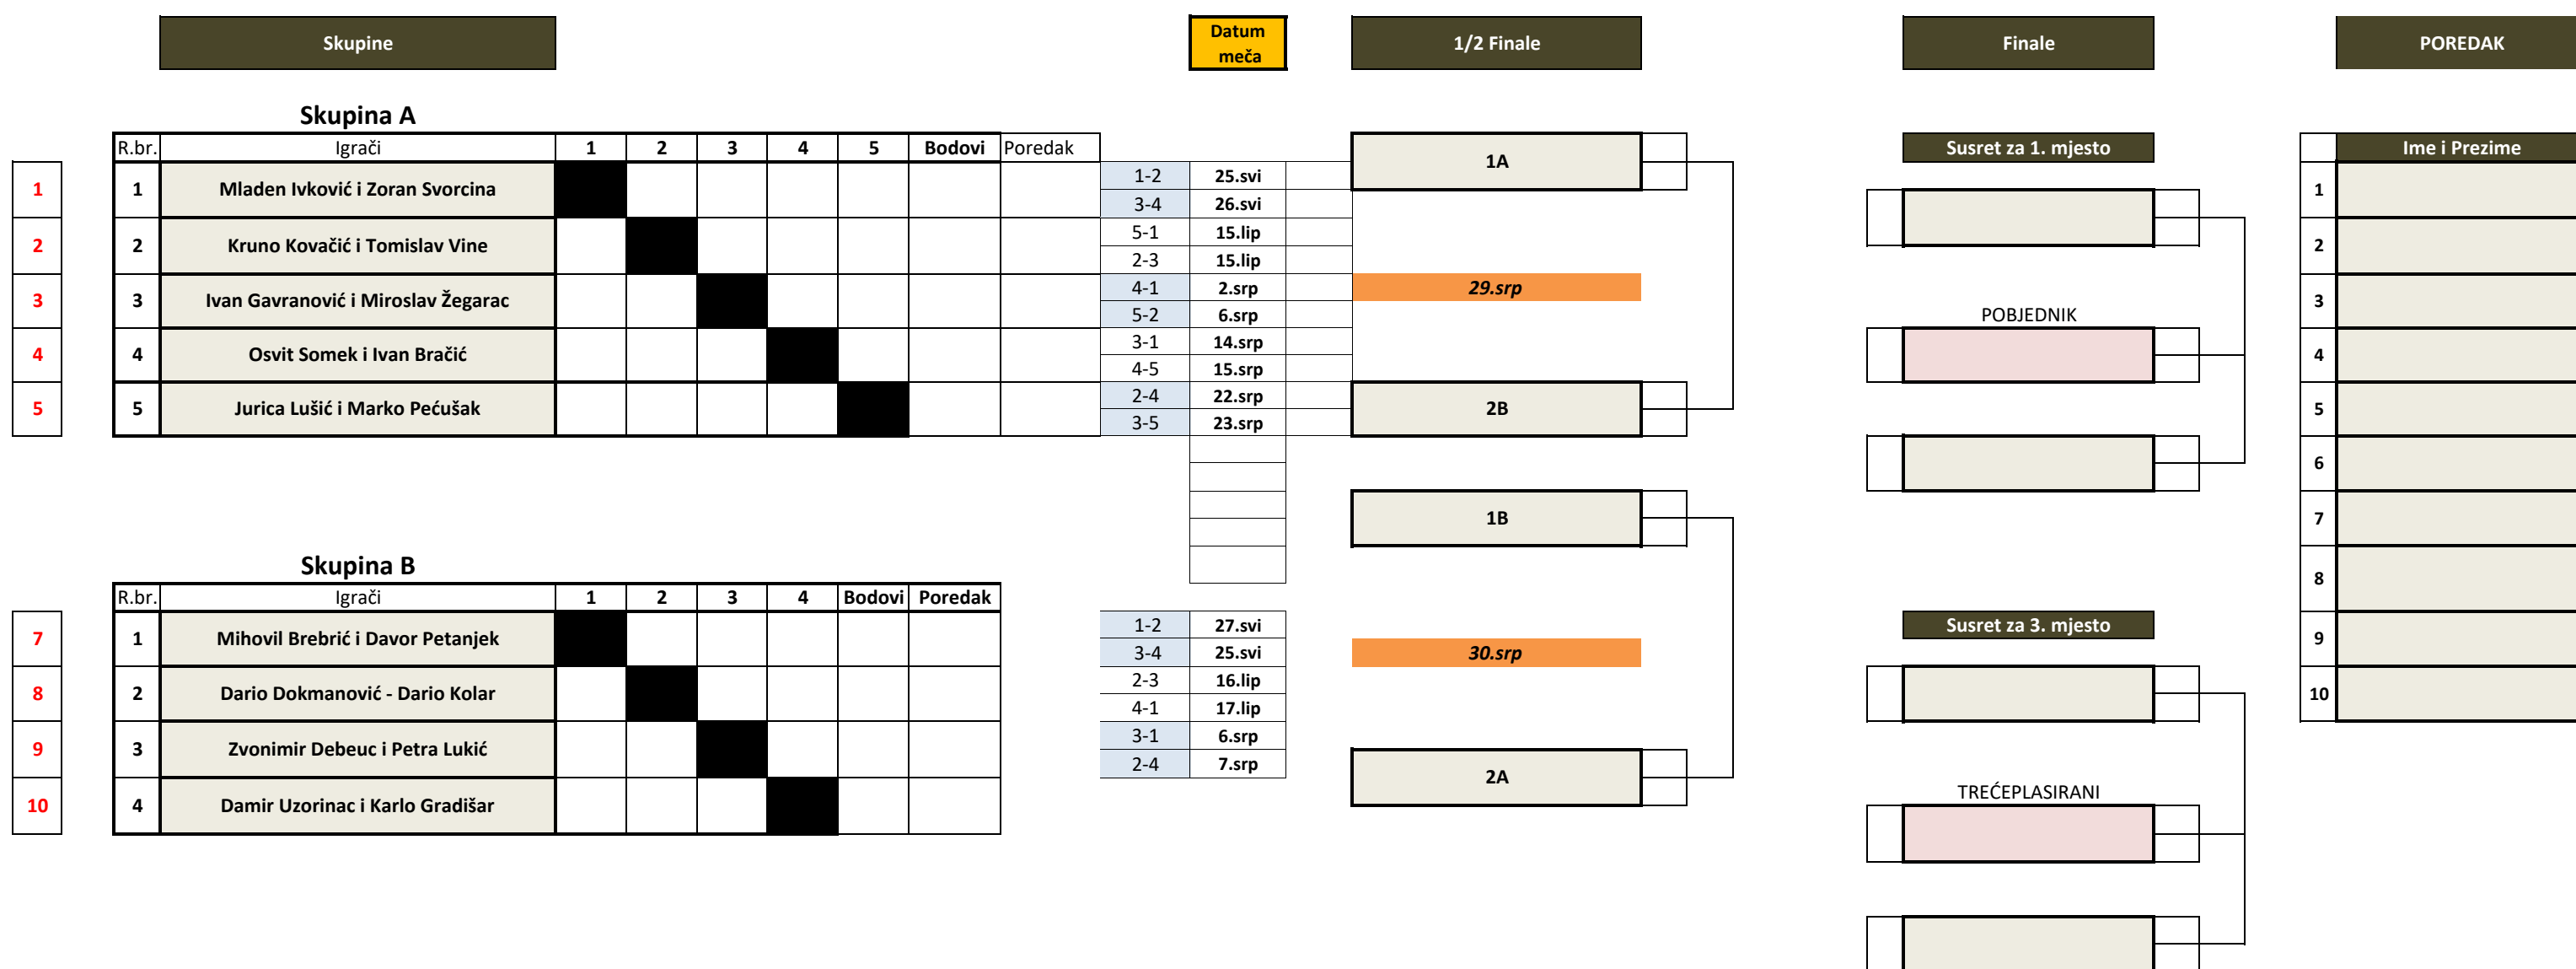 Skupine
Datum
meča
1/2 Finale
Finale
POREDAK
Skupina A
R.br. Igrači 1 2 3 4 5 Bodovi Poredak
1 1 Mladen Ivković i Zoran Svorcina
2 2 Kruno Kovačić i Tomislav Vine
3 3 Ivan Gavranović i Miroslav Žegarac
4 4 Osvit Somek i Ivan Bračić
5 5 Jurica Lušić i Marko Pećušak
1-2 25.svi
3-4 26.svi
5-1 15.lip
2-3 15.lip
4-1 2.srp
5-2 6.srp
3-1 14.srp
4-5 15.srp
2-4 22.srp
3-5 23.srp
Skupina B
R.br. Igrači 1 2 3 4 Bodovi Poredak
7 1 Mihovil Brebrić i Davor Petanjek
8 2 Dario Dokmanović - Dario Kolar
9 3 Zvonimir Debeuc i Petra Lukić
10 4 Damir Uzorinac i Karlo Gradišar
1-2 27.svi
3-4 25.svi
2-3 16.lip
4-1 17.lip
3-1 6.srp
2-4 7.srp
1A
29.srp
2B
1B
30.srp
2A
Susret za 1. mjesto
POBJEDNIK
Susret za 3. mjesto
TREĆEPLASIRANI
Ime i Prezime
1
2
3
4
5
6
7
8
9
10